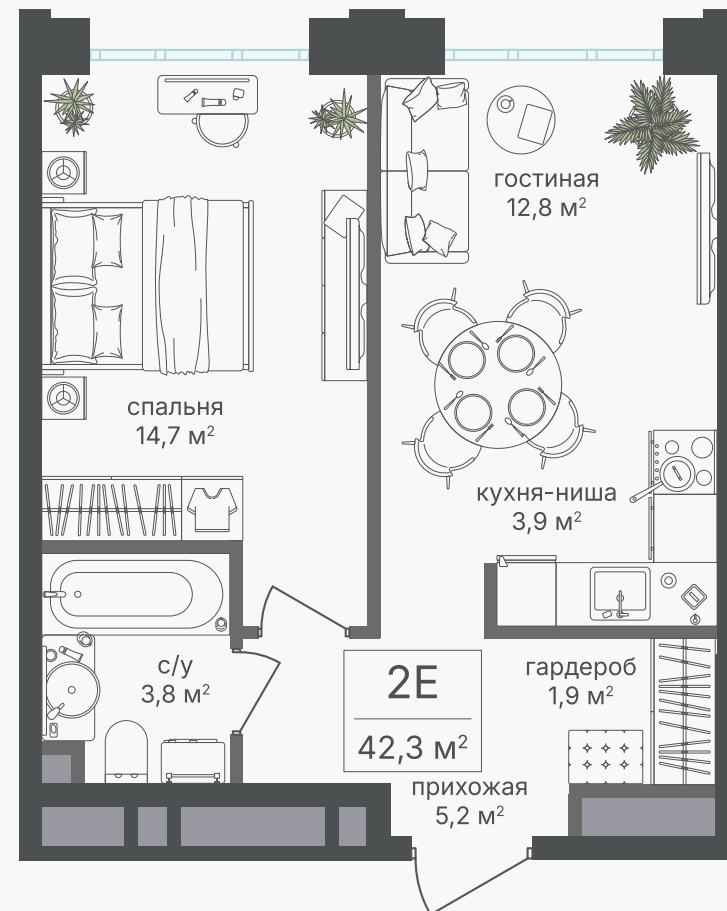 гостиная
12,8 м²
спальня
14,7 м²
кухня-ниша
3,9 м²
с/у
3,8 м²
2Е
42,3 м²
гардероб
1,9 м²
прихожая
5,2 м²